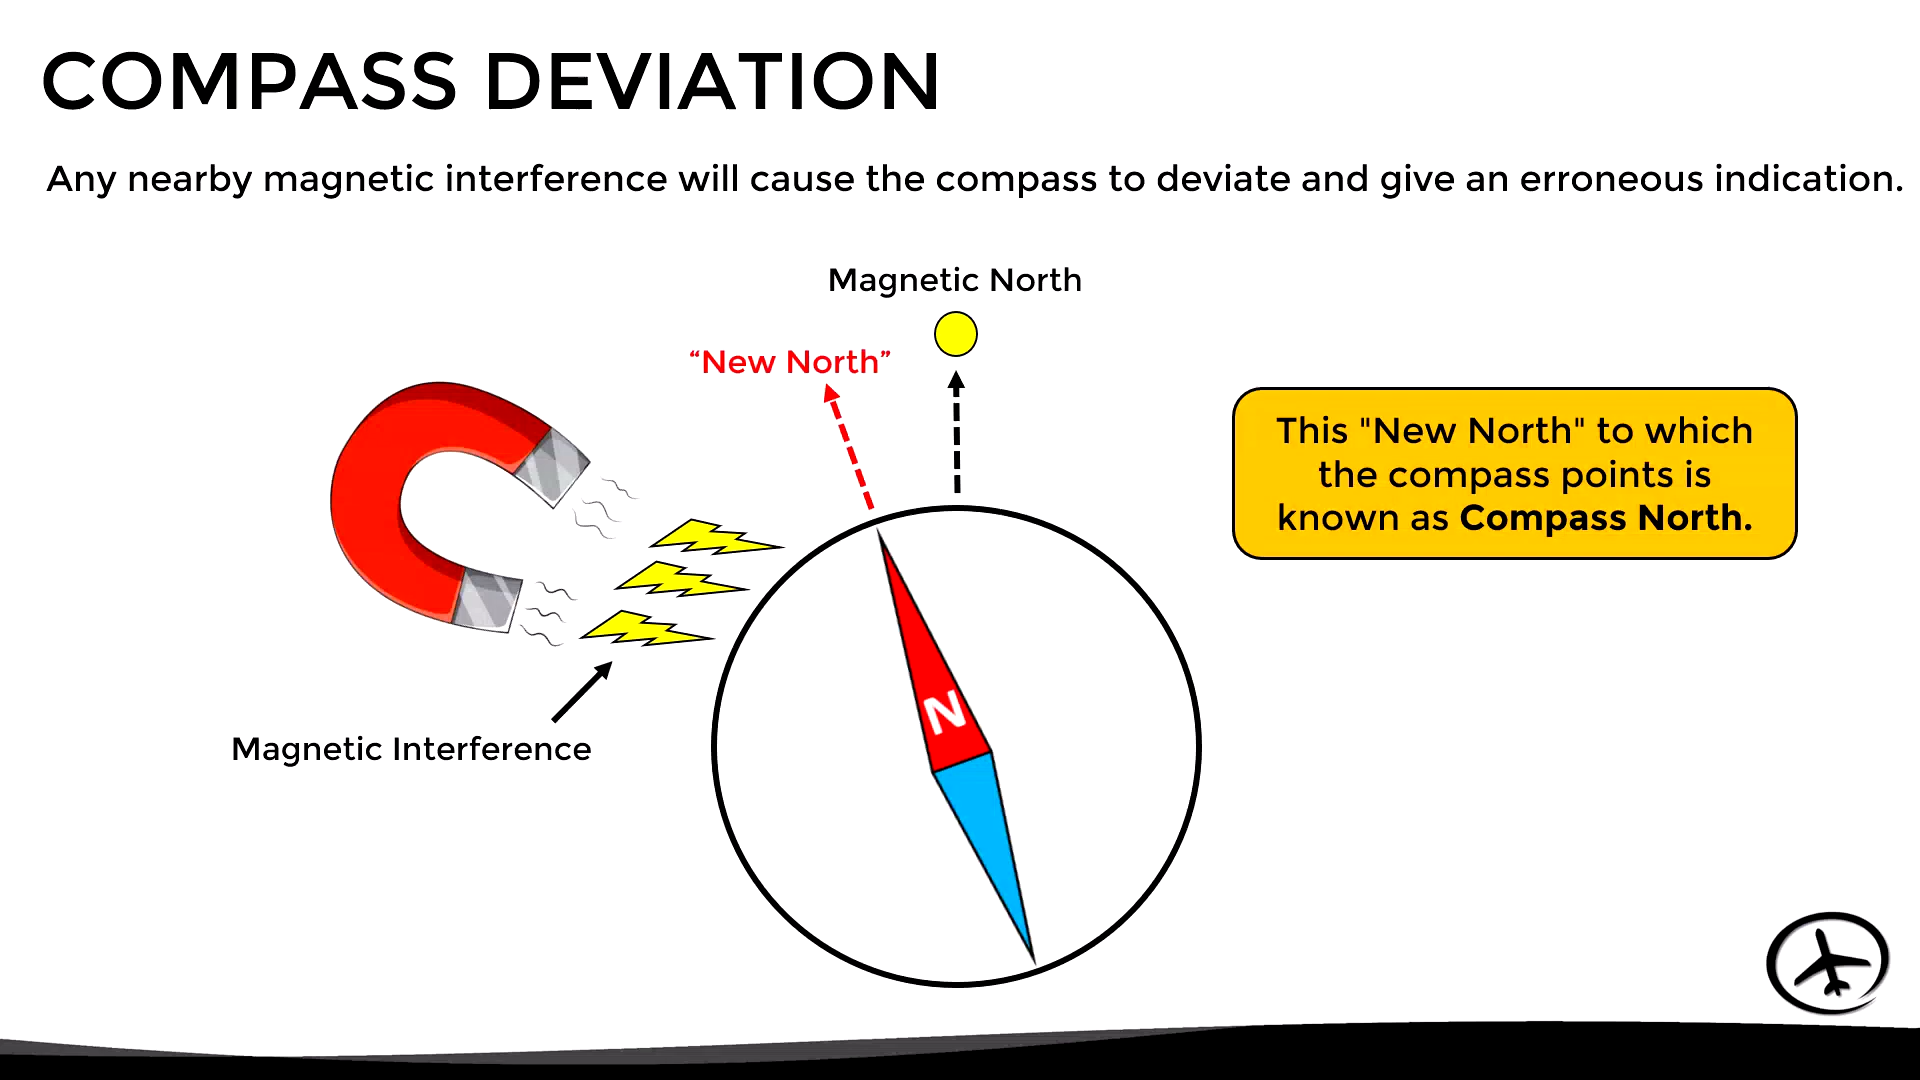 COMPASS DEVIATION
Any nearby magnetic interference will cause the compass to deviate and give an erroneous indication.
Magnetic North
“New North”
This "New North" to which
the compass points is
known as Compass North.
N
Magnetic Interference